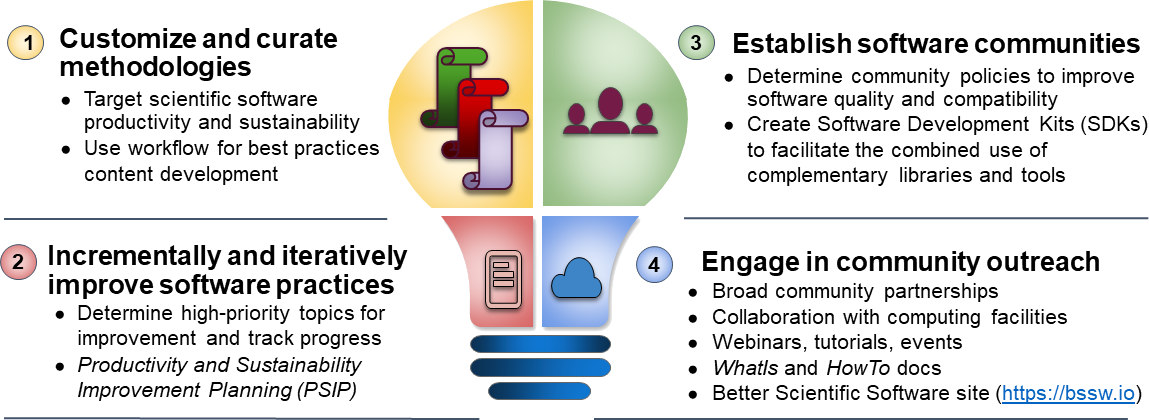 1
Customize and curate
methodologies
● Target scientific software
productivity and sustainability
● Use workflow for best practices
content development
2
Incrementally and iteratively
improve software practices
● Determine high-priority topics for
improvement and track progress
● Productivity and Sustainability
Improvement Planning (PSIP)
3
Establish software communities
● Determine community policies to improve
software quality and compatibility
● Create Software Development Kits (SDKs)
to facilitate the combined use of
complementary libraries and tools
4
Engage in community outreach
● Broad community partnerships
● Collaboration with computing facilities
● Webinars, tutorials, events
● WhatIs and HowTo docs
● Better Scientific Software site (https://bssw.io)